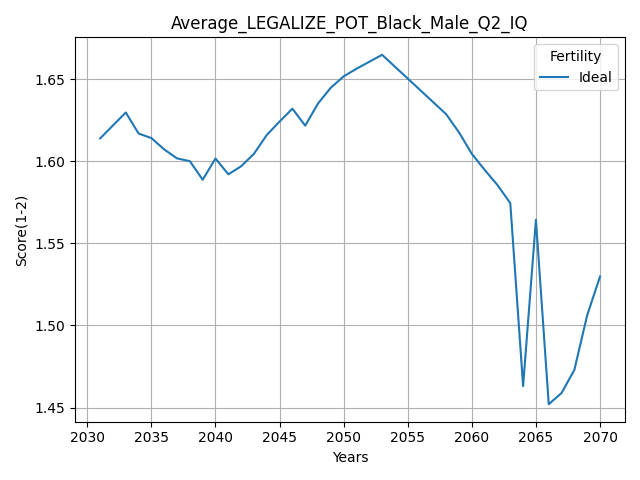 Average_LEGALIZE_POT_Black_Male_Q2_IQ
Fertility
Ideal
Score(1-2)
1.65
1.60
1.55
1.50
1.45
2030 2035 2040 2045 2050 2055 2060 2065 2070
Years